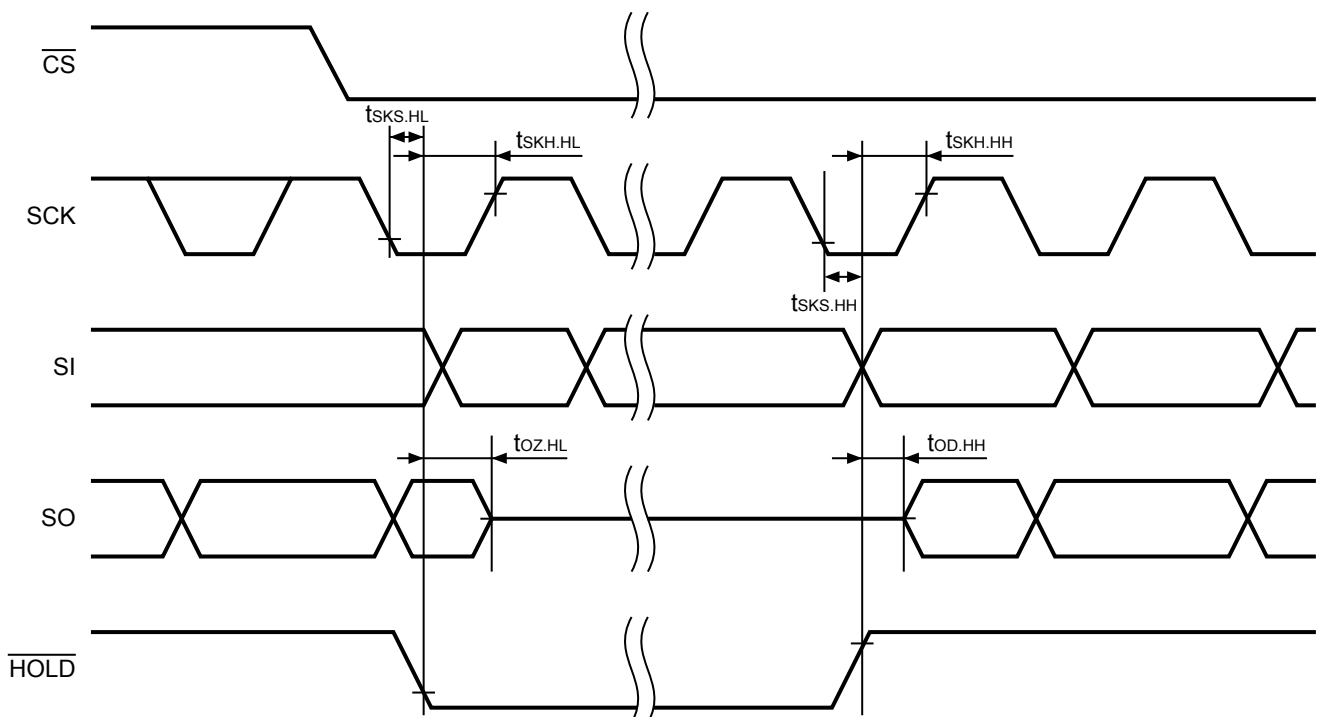 CS
tSKS.HL
tSKH.HL
tSKH.HH
SCK
tSKS.HH
SI
tOZ.HL
tOD.HH
SO
HOLD